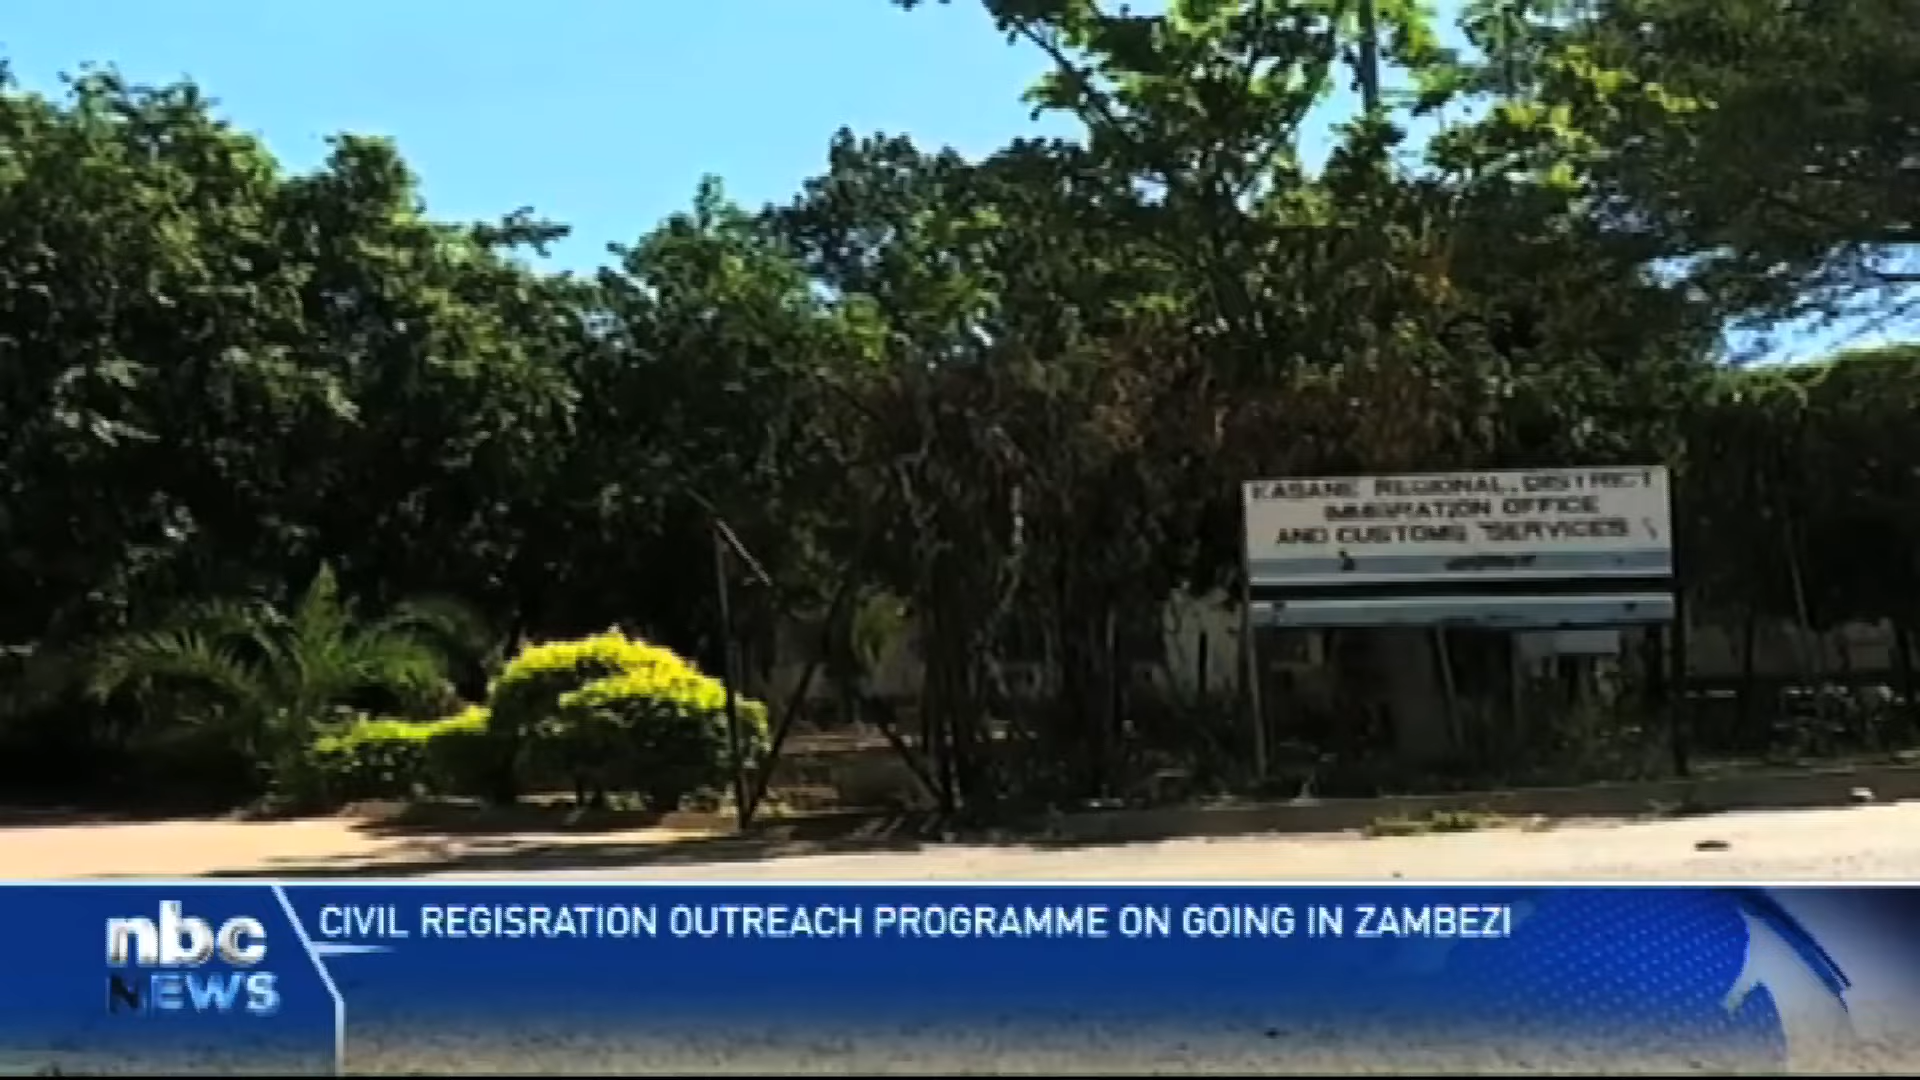 KASANE REGIONAL, DISTRICT
IMMIGRATION OFFICE
AND CUSTOMS SERVICES
nbc
NEWS
CIVIL REGISRATION OUTREACH PROGRAMME ON GOING IN ZAMBEZI